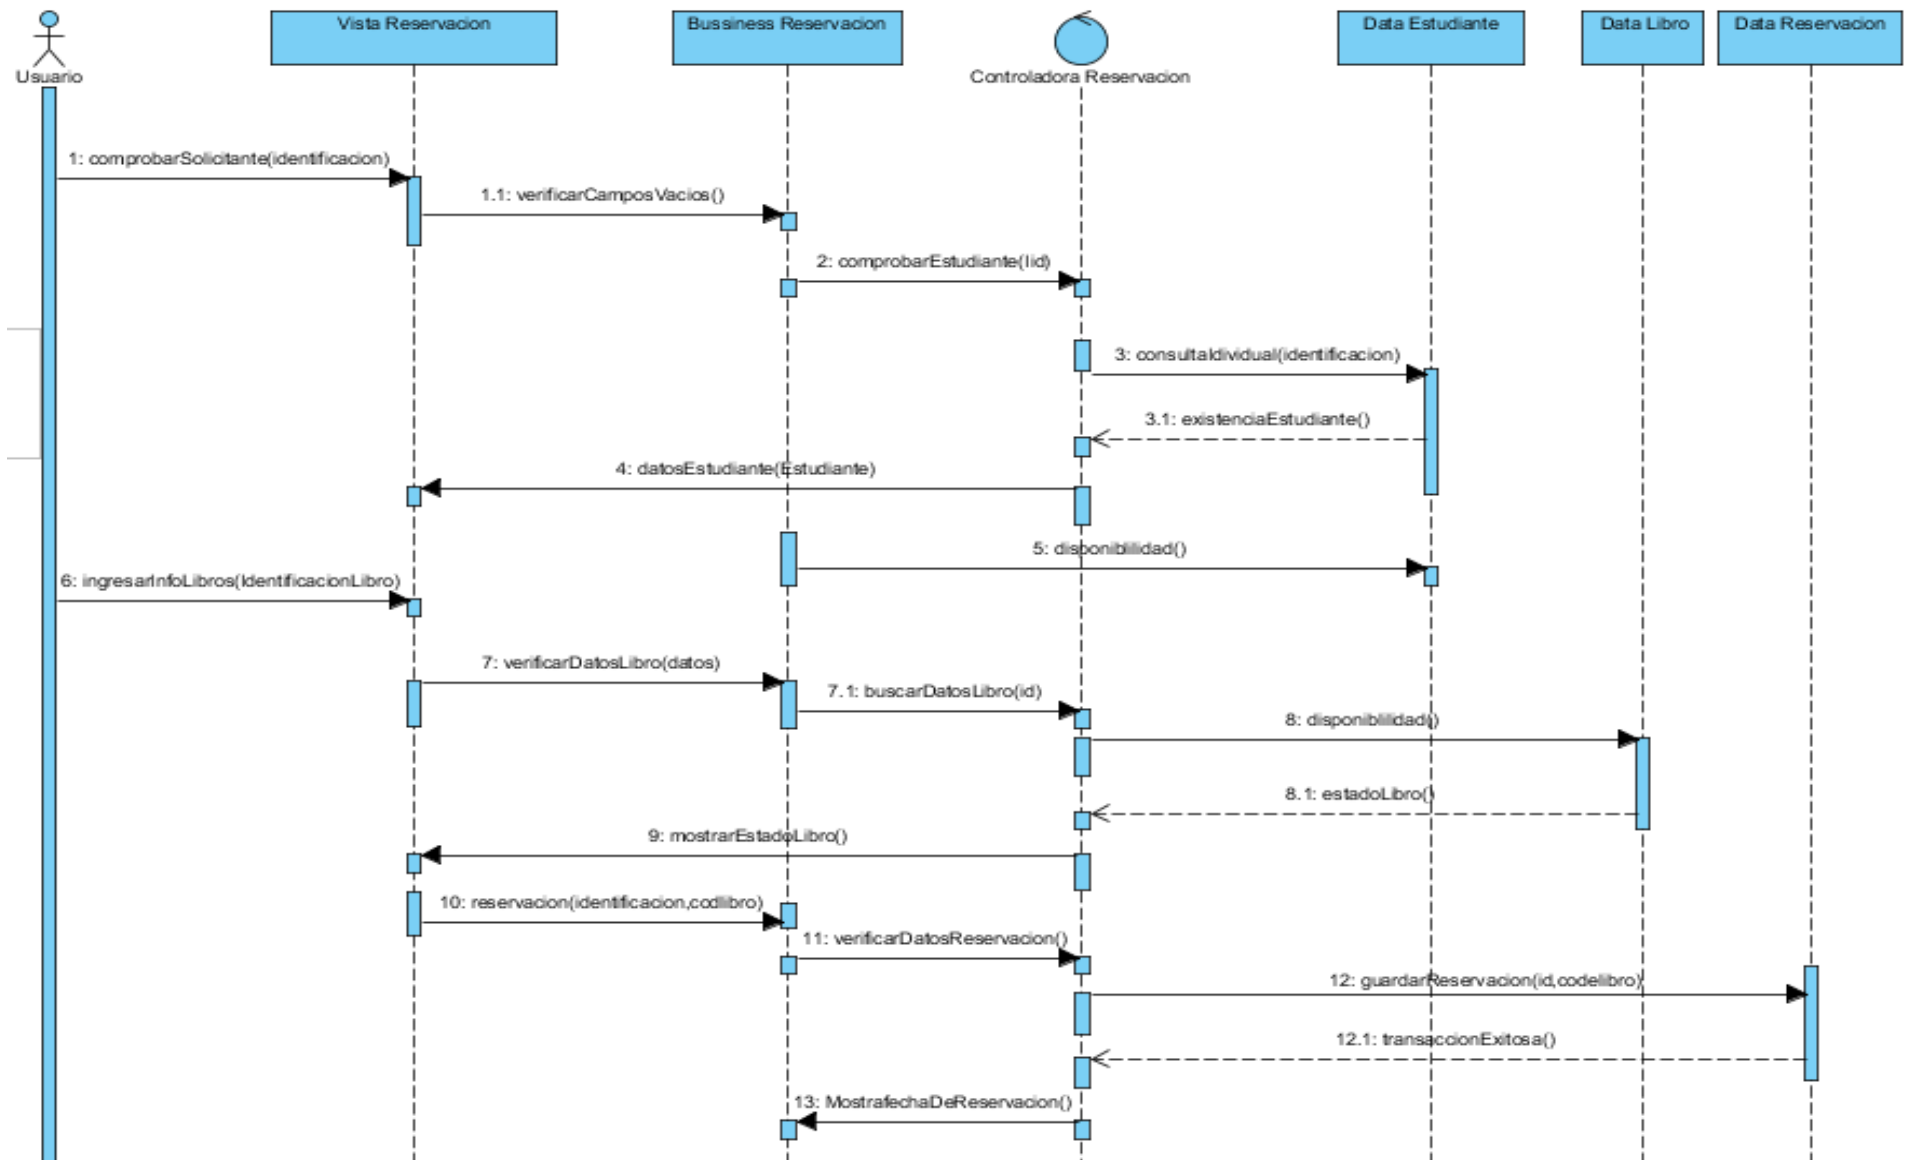 Usuario
Vista Reservacion
Bussiness Reservacion
Controladora Reservacion
Data Estudiante
Data Libro
Data Reservacion
1: comprobarSolicitante(identificacion)
1.1: verificarCamposVacios()
2: comprobarEstudiante(Iid)
3: consultaIdividual(identificacion)
3.1: existenciaEstudiante()
4: datosEstudiante(Estudiante)
5: disponiblilidad()
6: ingresarInfoLibros(IdentificacionLibro)
7: verificarDatosLibro(datos)
7.1: buscarDatosLibro(id)
8: disponiblilidad()
8.1: estadoLibro()
9: mostrarEstadoLibro()
10: reservacion(identificacion,codlibro)
11: verificarDatosReservacion()
12: guardarReservacion(id,codelibro)
12.1: transaccionExitosa()
13: MostrafechaDeReservacion()